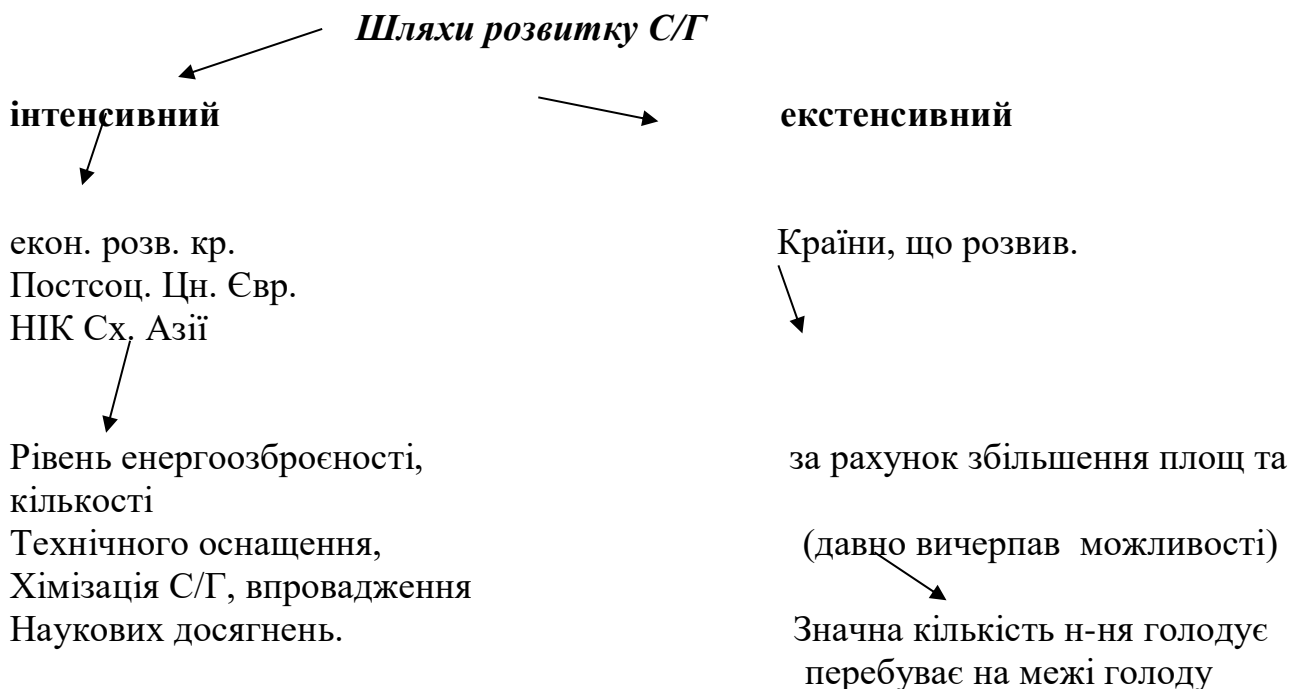 Шляхи розвитку С/Г
інтенсивний екстенсивний
екон. розв. кр. Країни, що розвив.
Постсоц. Цн. Євр.
НІК Сх. Азії
Рівень енергоозброєності, за рахунок збільшення площ та
кількості
Технічного оснащення, (давно вичерпав можливості)
Хімізація С/Г, впровадження
Наукових досягнень. Значна кількість н-ня голодує
перебуває на межі голоду